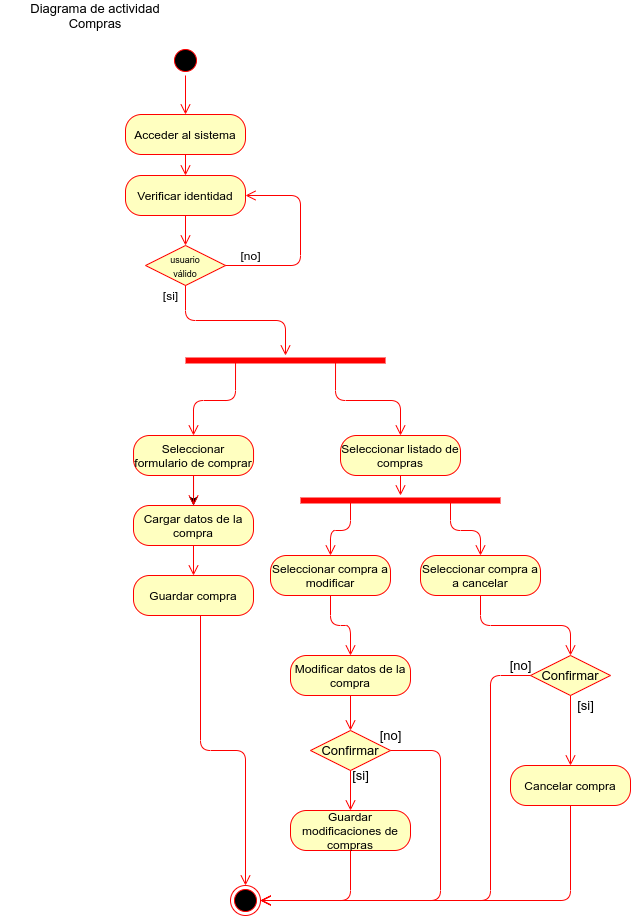 Diagrama de actividad
Compras
Acceder al sistema
Verificar identidad
usuario
válido
[no]
[si]
Seleccionar
formulario de comprar
Seleccionar listado de
compras
Cargar datos de la
compra
Guardar compra
Seleccionar compra a
modificar
Seleccionar compra a
a cancelar
Modificar datos de la
compra
[no]
Confirmar
[si]
Confirmar
[no]
[si]
Cancelar compra
Guardar
modificaciones de
compras